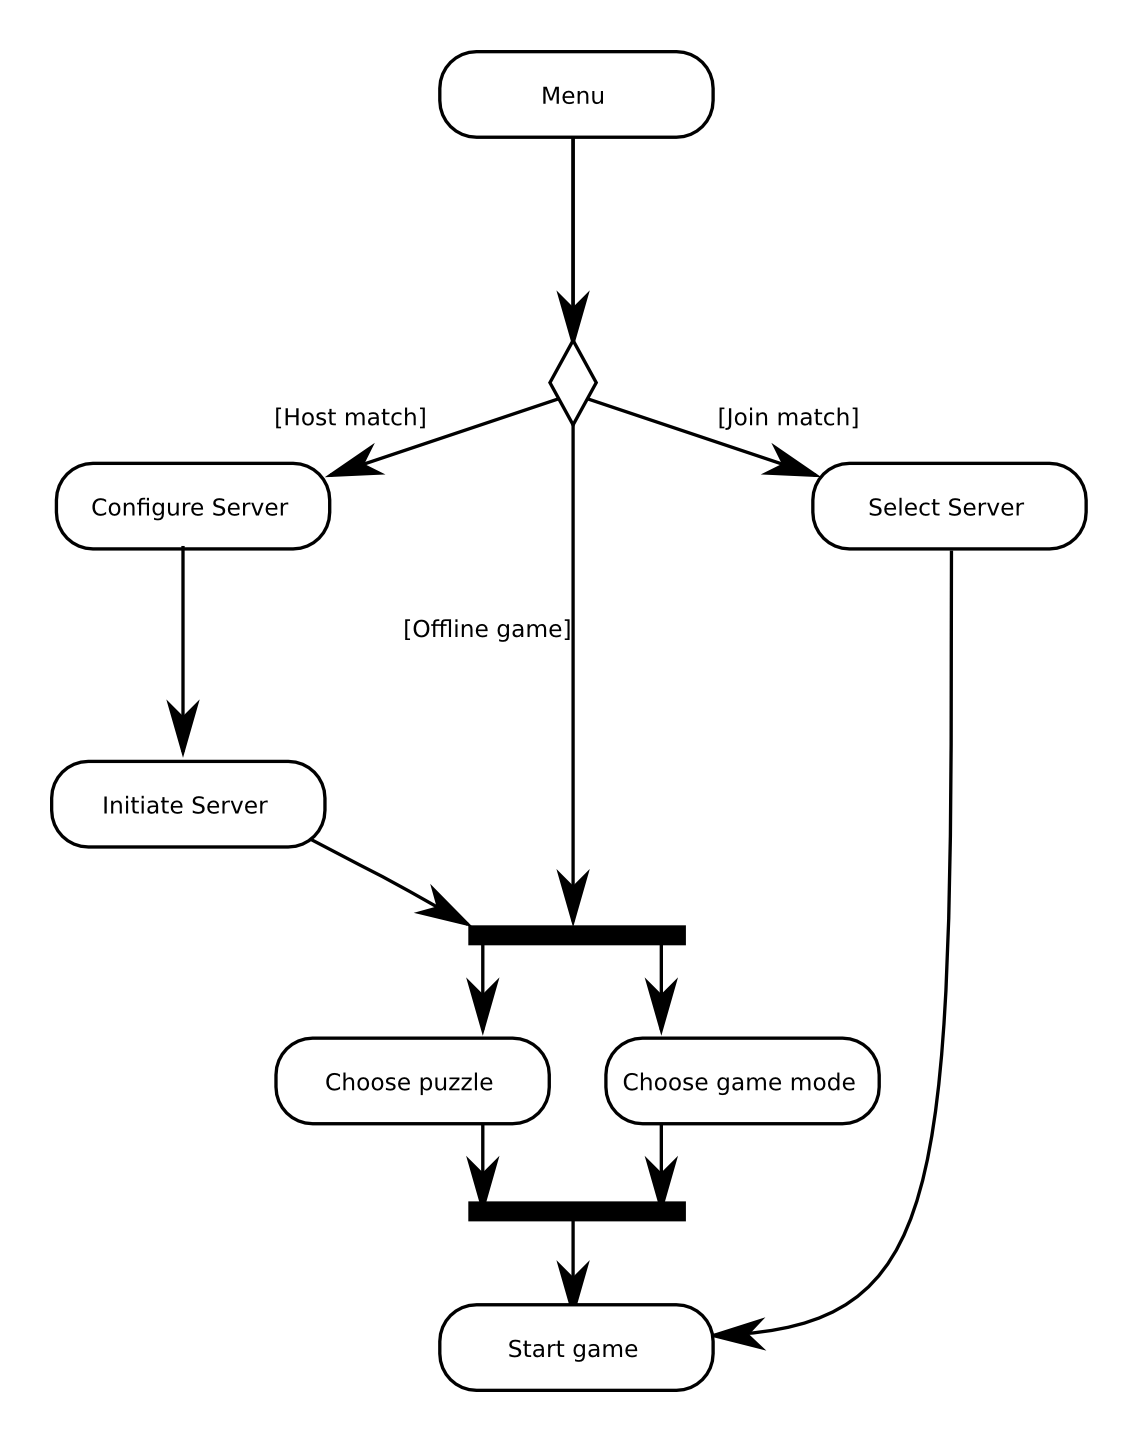 Menu
[Host match]
[Join match]
Configure Server
Select Server
[Offline game]
Initiate Server
Choose puzzle
Choose game mode
Start game